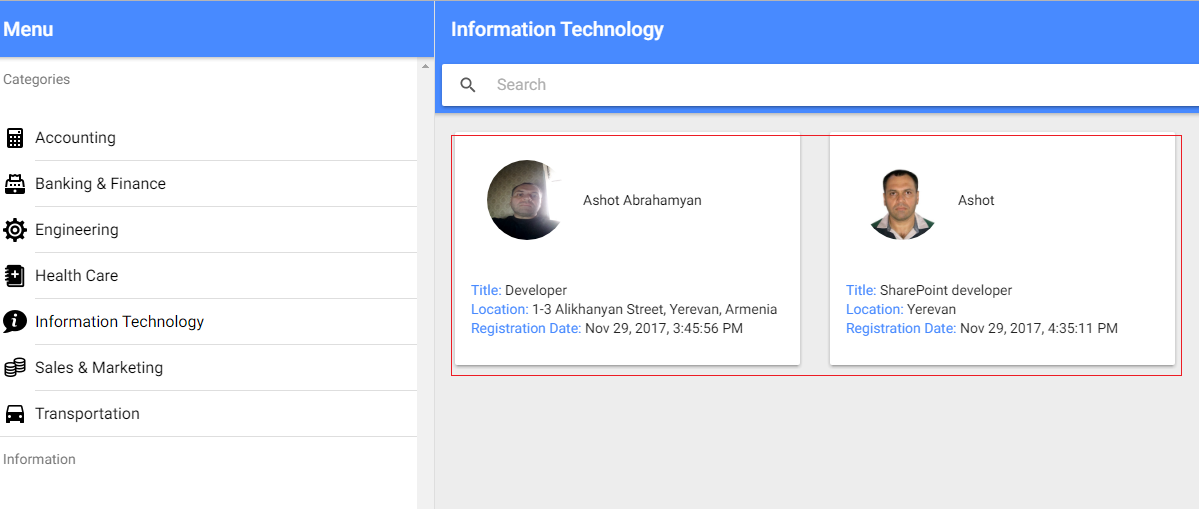 Menu
Categories
Accounting
Banking & Finance
Engineering
Health Care
Information Technology
Sales & Marketing
Transportation
Information
Information Technology
Search
Ashot Abrahamyan
Title: Developer
Location: 1-3 Alikhanyan Street, Yerevan, Armenia
Registration Date: Nov 29, 2017, 3:45:56 PM
Ashot
Title: SharePoint developer
Location: Yerevan
Registration Date: Nov 29, 2017, 4:35:11 PM